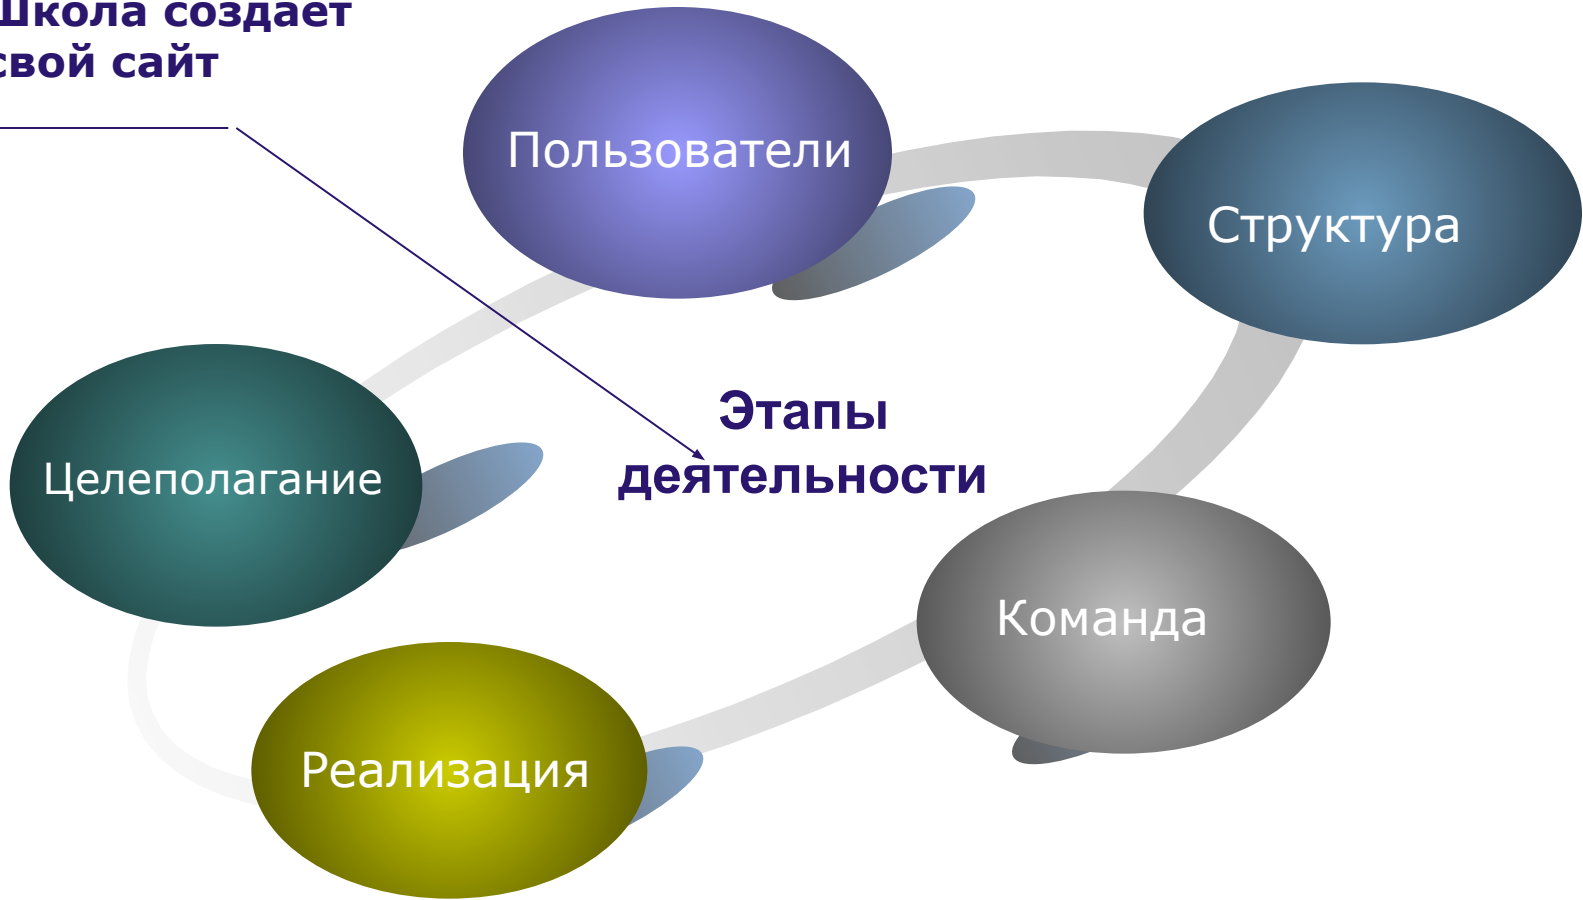 Школа создает
свой сайт
Пользователи
Структура
Этапы
деятельности
Целеполагание
Команда
Реализация